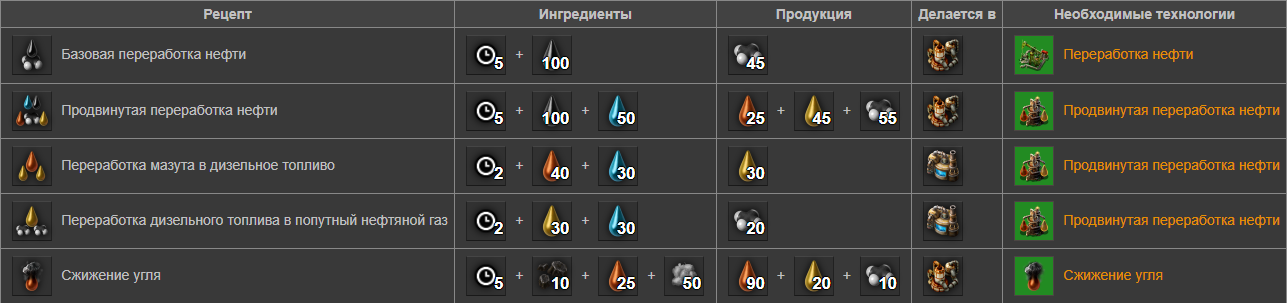 Рецепт Ингредиенты Продукция Делается в Необходимые технологии
Базовая переработка нефти 5 + 100 45 Переработка нефти
Продвинутая переработка нефти 5 + 100 + 50 25 + 45 + 55 Продвинутая переработка нефти
Переработка мазута в дизельное топливо 2 + 40 + 30 30 Продвинутая переработка нефти
Переработка дизельного топлива в попутный нефтяной газ 2 + 30 + 30 20 Продвинутая переработка нефти
Сжижение угля 5 + 10 + 25 + 50 90 + 20 + 10 Сжижение угля